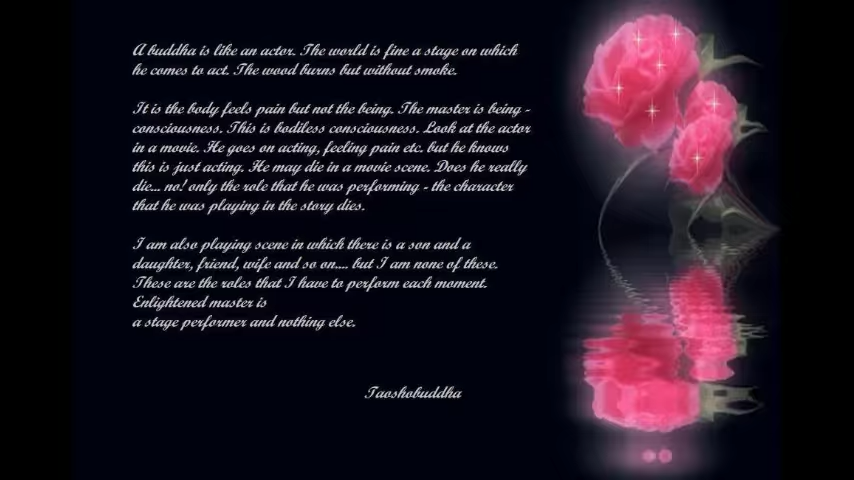 A buddha is like an actor. The world is fine a stage on which
he comes to act. The wood burns but without smoke.
It is the body feels pain but not the being. The master is being -
consciousness. This is bodiless consciousness. Look at the actor
in a movie. He goes on acting, feeling pain etc. but he knows
this is just acting. He may die in a movie scene. Does he really
die... no! only the role that he was performing - the character
that he was playing in the story dies.
I am also playing scene in which there is a son and a
daughter, friend, wife and so on.... but I am none of these.
These are the roles that I have to perform each moment.
Enlightened master is
a stage performer and nothing else.
Taoshobuddha